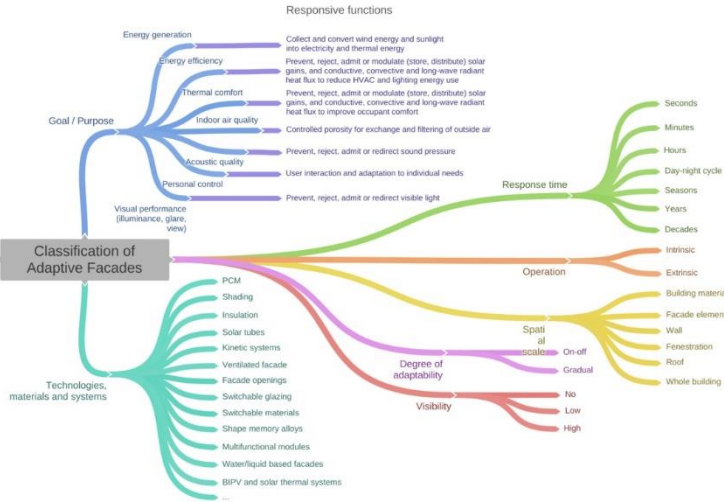 Responsive functions
Energy generation
Collect and convert wind energy and sunlight
into electricity and thermal energy
Energy efficiency
Prevent, reject, admit or modulate (store, distribute) solar
gains, and conductive, convective and long-wave radiant
heat flux to reduce HVAC and lighting energy use
Thermal comfort
Prevent, reject, admit or modulate (store, distribute) solar
gains, and conductive, convective and long-wave radiant
heat flux to improve occupant comfort
Indoor air quality
Controlled porosity for exchange and filtering of outside air
Goal / Purpose
Prevent, reject, admit or redirect sound pressure
Acoustic quality
User interaction and adaptation to individual needs
Personal control
Prevent, reject, admit or redirect visible light
Visual performance
(illuminance, glare,
view)
Classification of
Adaptive Facades
Response time
Seconds
Minutes
Hours
Day-night cycle
Seasons
Years
Decades
Operation
Intrinsic
Extrinsic
Spati
al
scale
Building materia
Facade elemen
Wall
Fenestration
Roof
Whole building
Degree of
adaptability
On-off
Gradual
Visibility
No
Low
High
Technologies,
materials and systems
PCM
Shading
Insulation
Solar tubes
Kinetic systems
Ventilated facade
Facade openings
Switchable glazing
Switchable materials
Shape memory alloys
Multifunctional modules
Water/liquid based facades
BIPV and solar thermal systems
...